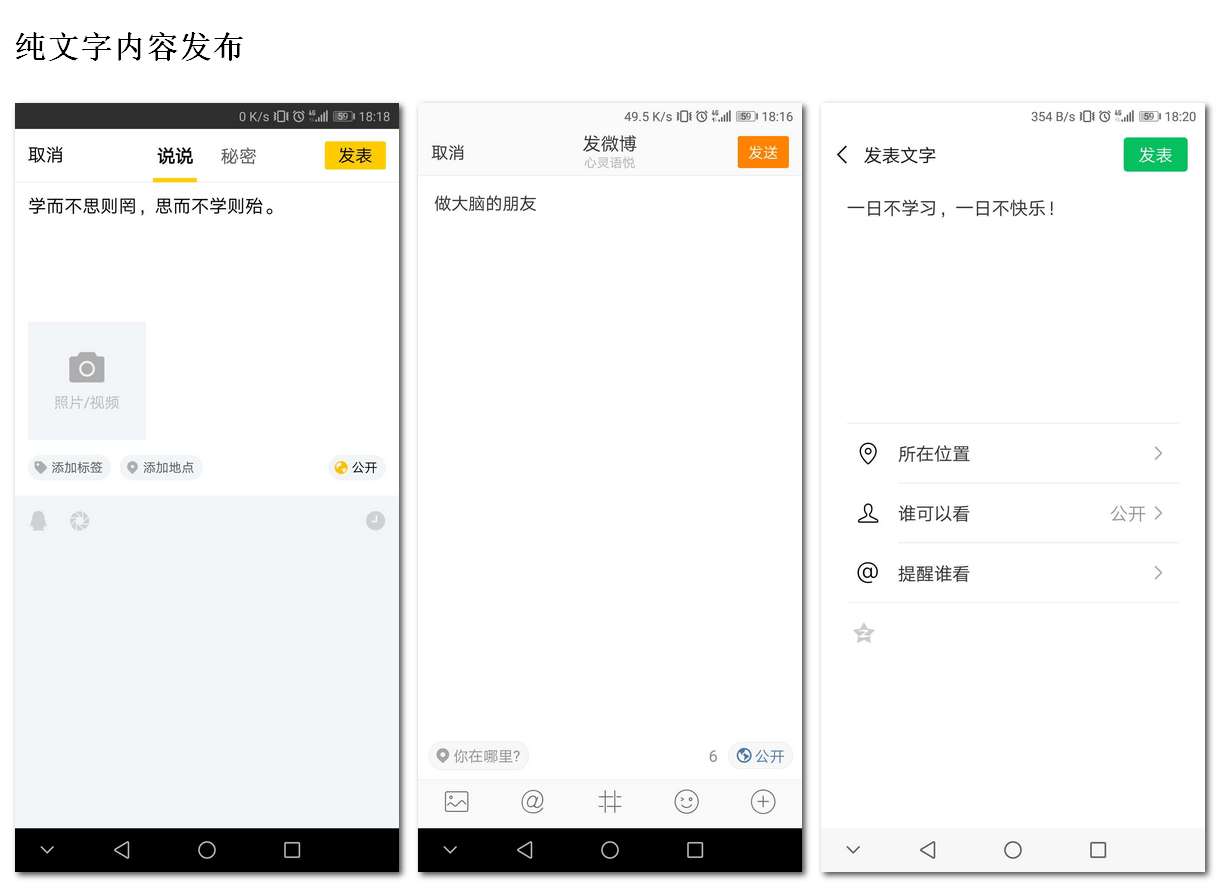 纯文字内容发布
0 K/s 4G 59 18:18
取消 说说 秘密 发表
学而不思则罔，思而不学则殆。
照片/视频
添加标签 添加地点 公开
49.5 K/s 4G 59 18:16
取消 发微博 发送
心灵语悦
做大脑的朋友
你在哪里? 6 公开
@
354 B/s 4G 59 18:20
发表文字 发表
一日不学习，一日不快乐！
所在位置
谁可以看 公开
@ 提醒谁看